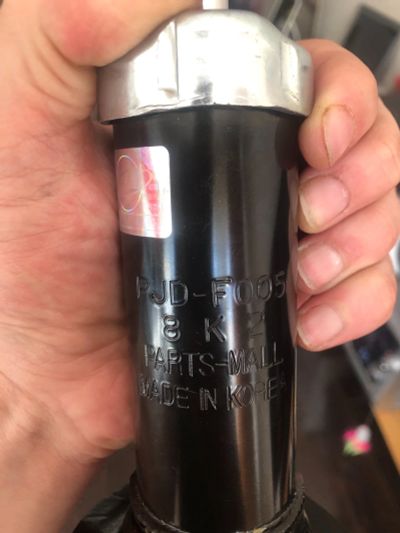 PJD-F005
8 K 2
PARTS-MALL
MADE IN KOREA